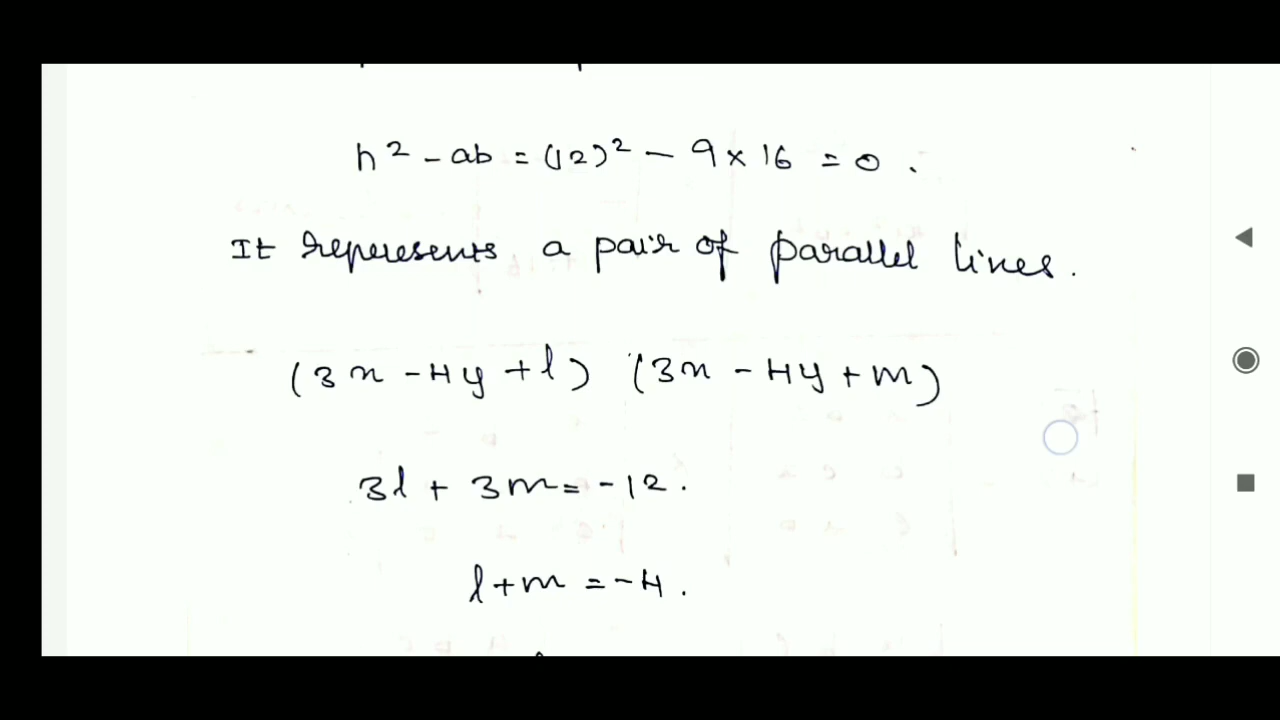 h² - ab = (12)² - 9 × 16 = 0.
It represents a pair of parallel lines.
(3x - 4y + l) (3x - 4y + m)
3l + 3m = -12.
l + m = -4.